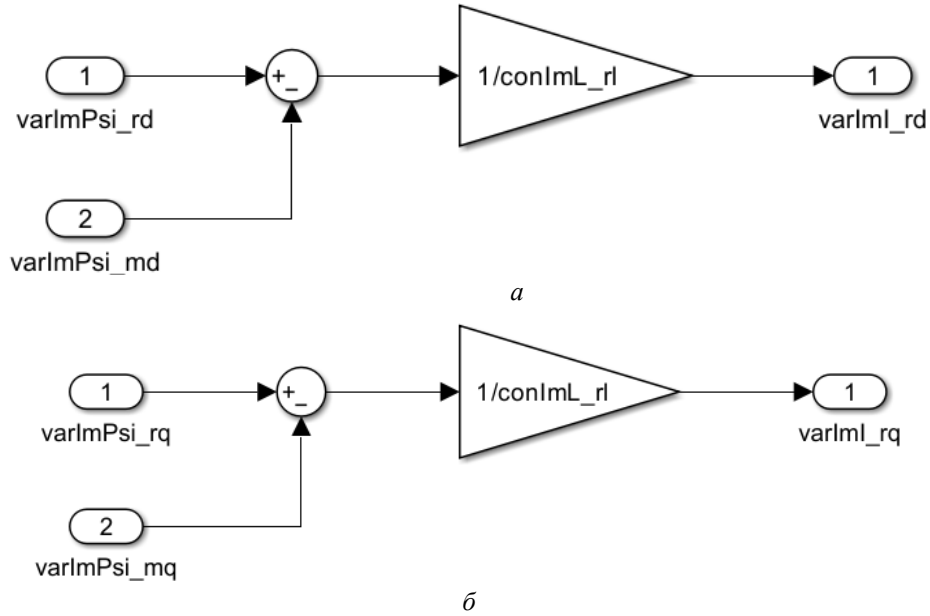 1
varImPsi_rd
+
_
1/conImL_rl
1
varImI_rd
2
varImPsi_md
а
1
varImPsi_rq
+
_
1/conImL_rl
1
varImI_rq
2
varImPsi_mq
б